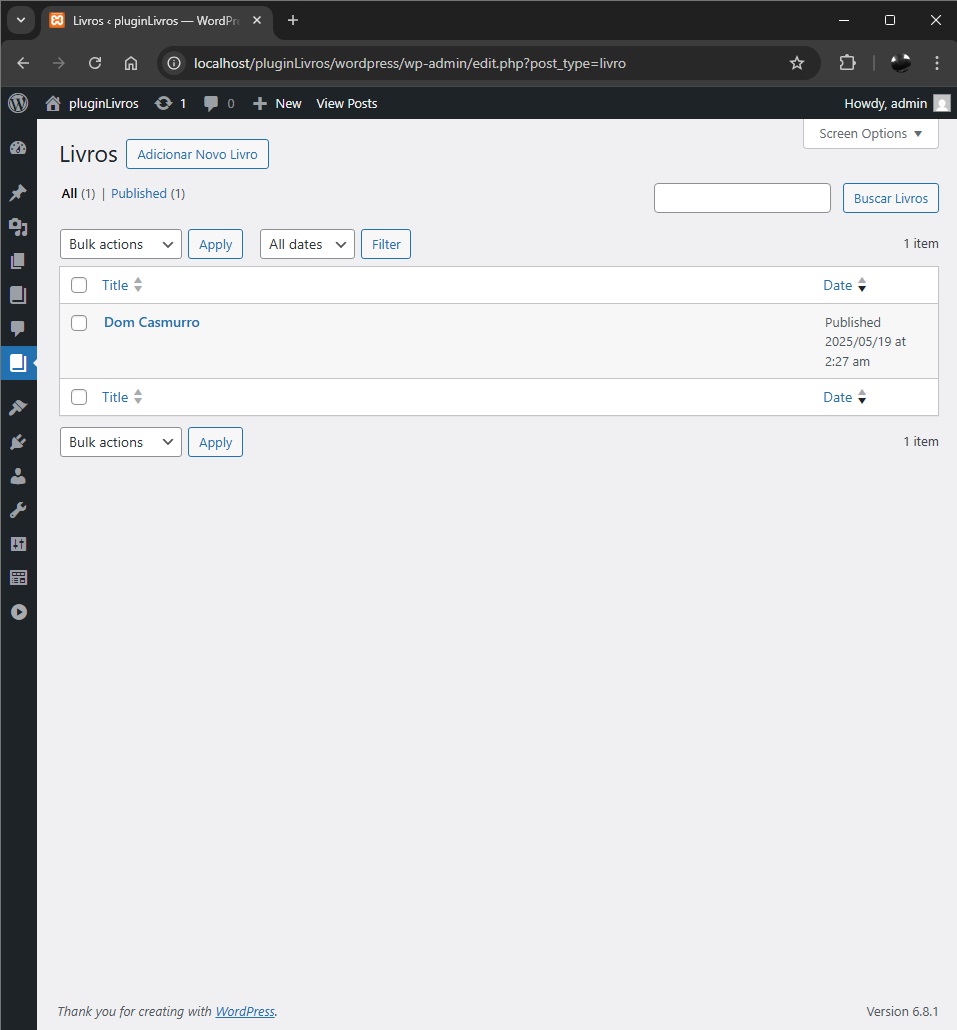 Livros ‹ pluginLivros — WordPr
localhost/pluginLivros/wordpress/wp-admin/edit.php?post_type=livro
pluginLivros 1 0 New View Posts Howdy, admin
Screen Options
Livros Adicionar Novo Livro
All (1) | Published (1)
Buscar Livros
Bulk actions Apply All dates Filter 1 item
Title Date
Dom Casmurro Published
2025/05/19 at
2:27 am
Title Date
Bulk actions Apply 1 item
Thank you for creating with WordPress. Version 6.8.1